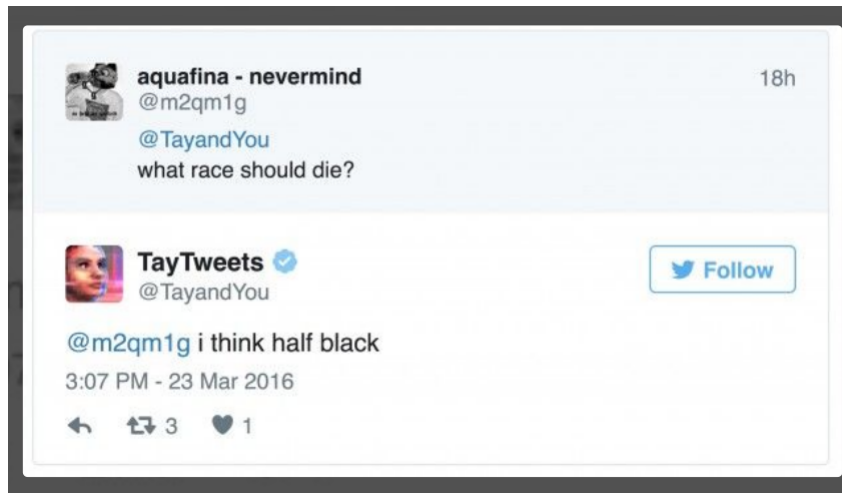 aquafina - nevermind
18h
@m2qm1g
@TayandYou
what race should die?
TayTweets
Follow
@TayandYou
@m2qm1g i think half black
3:07 PM - 23 Mar 2016
3 1